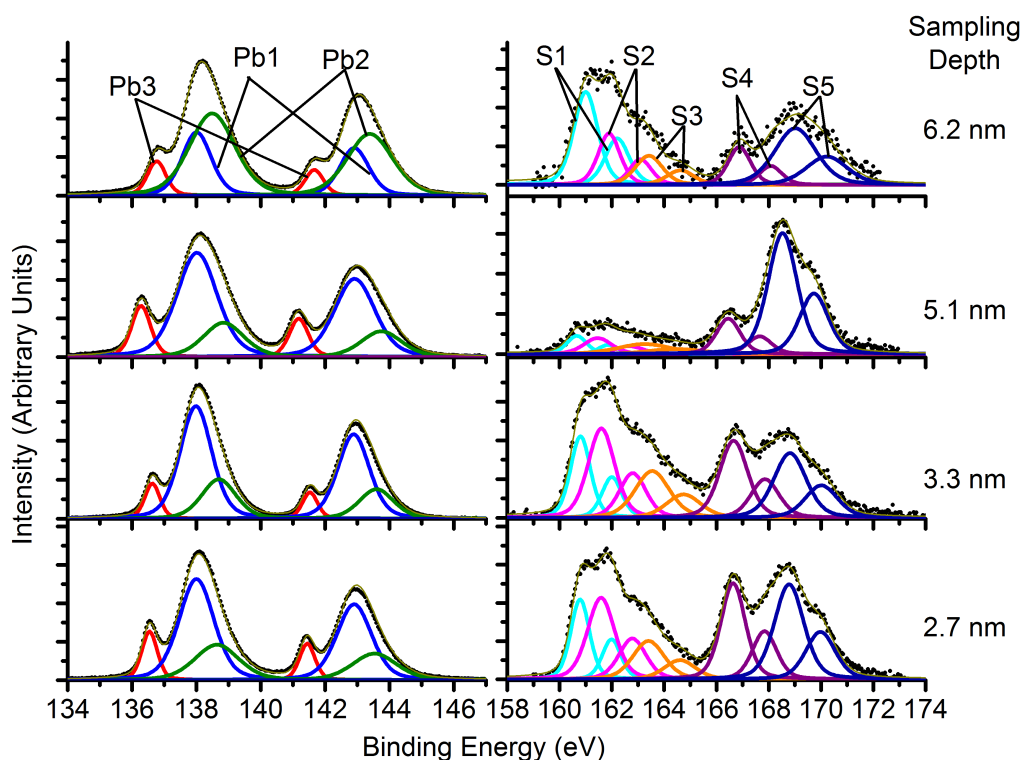 Sampling
Depth
Pb3
Pb1
Pb2
S1
S2
S3
S4
S5
6.2 nm
5.1 nm
3.3 nm
2.7 nm
Intensity (Arbitrary Units)
134 136 138 140 142 144 146
158 160 162 164 166 168 170 172 174
Binding Energy (eV)